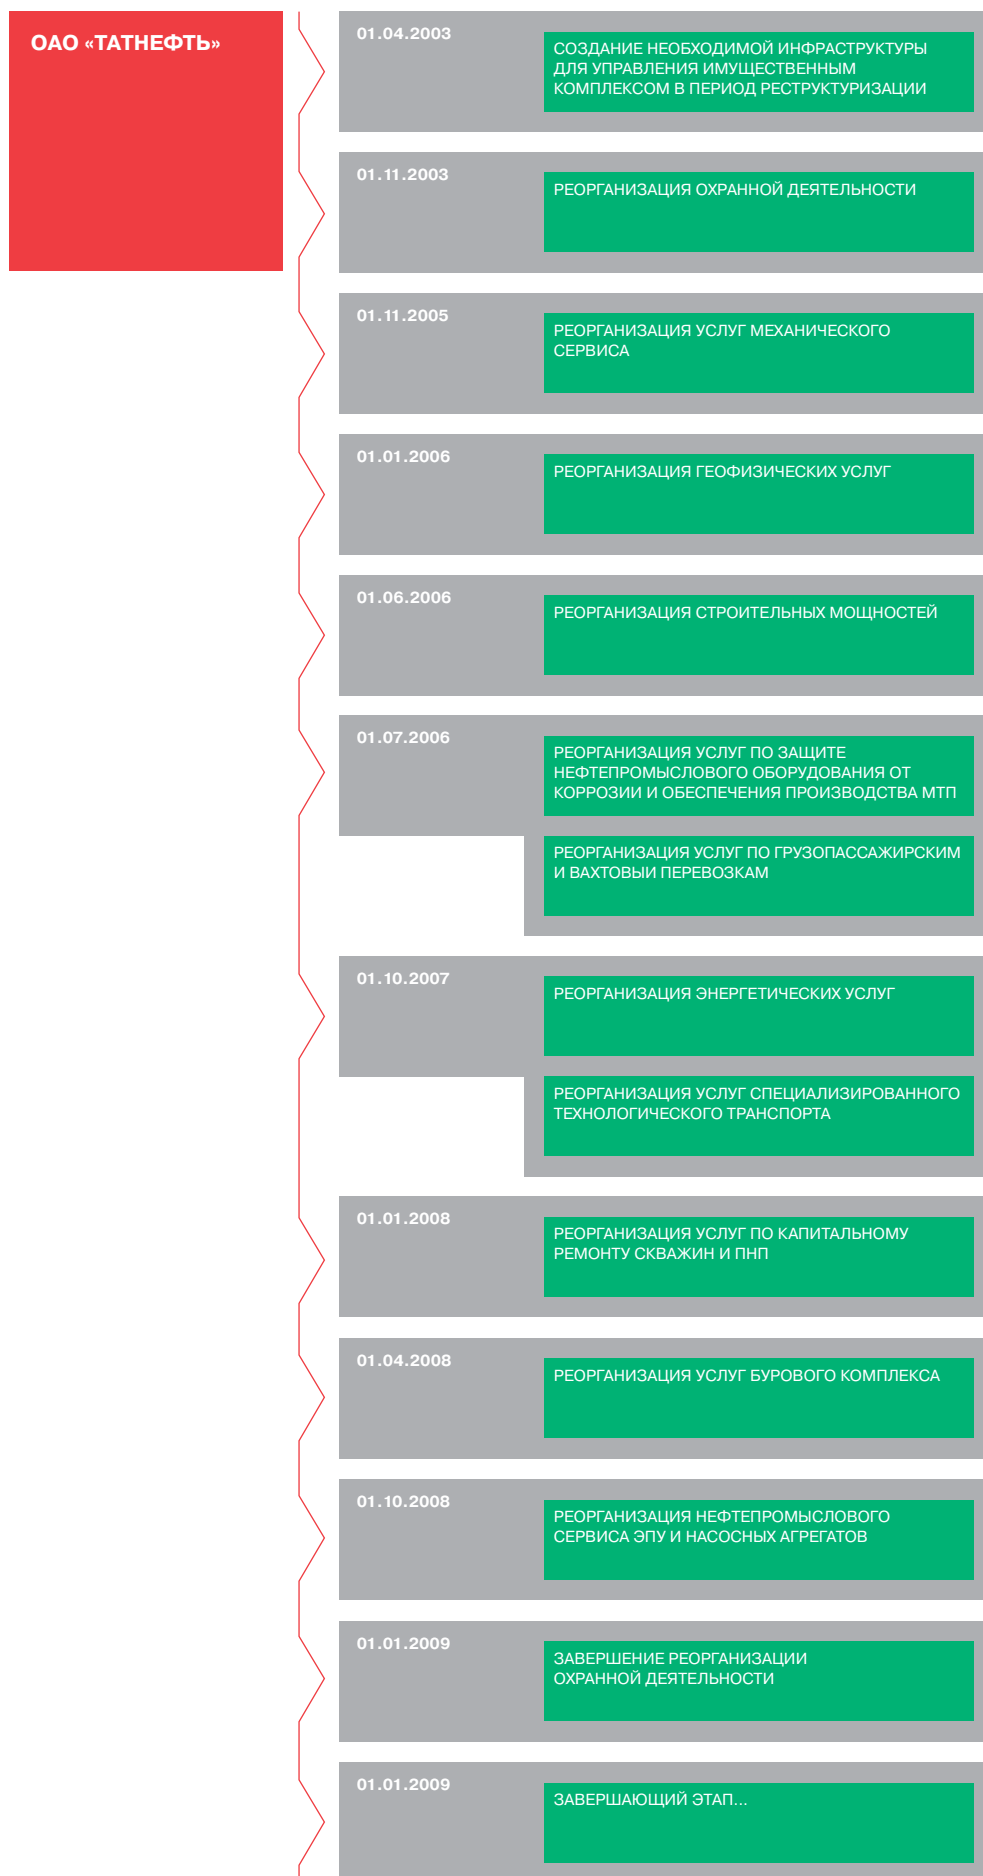 ОАО «ТАТНЕФТЬ»
01.04.2003
СОЗДАНИЕ НЕОБХОДИМОЙ ИНФРАСТРУКТУРЫ
ДЛЯ УПРАВЛЕНИЯ ИМУЩЕСТВЕННЫМ
КОМПЛЕКСОМ В ПЕРИОД РЕСТРУКТУРИЗАЦИИ
01.11.2003
РЕОРГАНИЗАЦИЯ ОХРАННОЙ ДЕЯТЕЛЬНОСТИ
01.11.2005
РЕОРГАНИЗАЦИЯ УСЛУГ МЕХАНИЧЕСКОГО
СЕРВИСА
01.01.2006
РЕОРГАНИЗАЦИЯ ГЕОФИЗИЧЕСКИХ УСЛУГ
01.06.2006
РЕОРГАНИЗАЦИЯ СТРОИТЕЛЬНЫХ МОЩНОСТЕЙ
01.07.2006
РЕОРГАНИЗАЦИЯ УСЛУГ ПО ЗАЩИТЕ
НЕФТЕПРОМЫСЛОВОГО ОБОРУДОВАНИЯ ОТ
КОРРОЗИИ И ОБЕСПЕЧЕНИЯ ПРОИЗВОДСТВА МТП
РЕОРГАНИЗАЦИЯ УСЛУГ ПО ГРУЗОПАССАЖИРСКИМ
И ВАХТОВЫИ ПЕРЕВОЗКАМ
01.10.2007
РЕОРГАНИЗАЦИЯ ЭНЕРГЕТИЧЕСКИХ УСЛУГ
РЕОРГАНИЗАЦИЯ УСЛУГ СПЕЦИАЛИЗИРОВАННОГО
ТЕХНОЛОГИЧЕСКОГО ТРАНСПОРТА
01.01.2008
РЕОРГАНИЗАЦИЯ УСЛУГ ПО КАПИТАЛЬНОМУ
РЕМОНТУ СКВАЖИН И ПНП
01.04.2008
РЕОРГАНИЗАЦИЯ УСЛУГ БУРОВОГО КОМПЛЕКСА
01.10.2008
РЕОРГАНИЗАЦИЯ НЕФТЕПРОМЫСЛОВОГО
СЕРВИСА ЭПУ И НАСОСНЫХ АГРЕГАТОВ
01.01.2009
ЗАВЕРШЕНИЕ РЕОРГАНИЗАЦИИ
ОХРАННОЙ ДЕЯТЕЛЬНОСТИ
01.01.2009
ЗАВЕРШАЮЩИЙ ЭТАП...